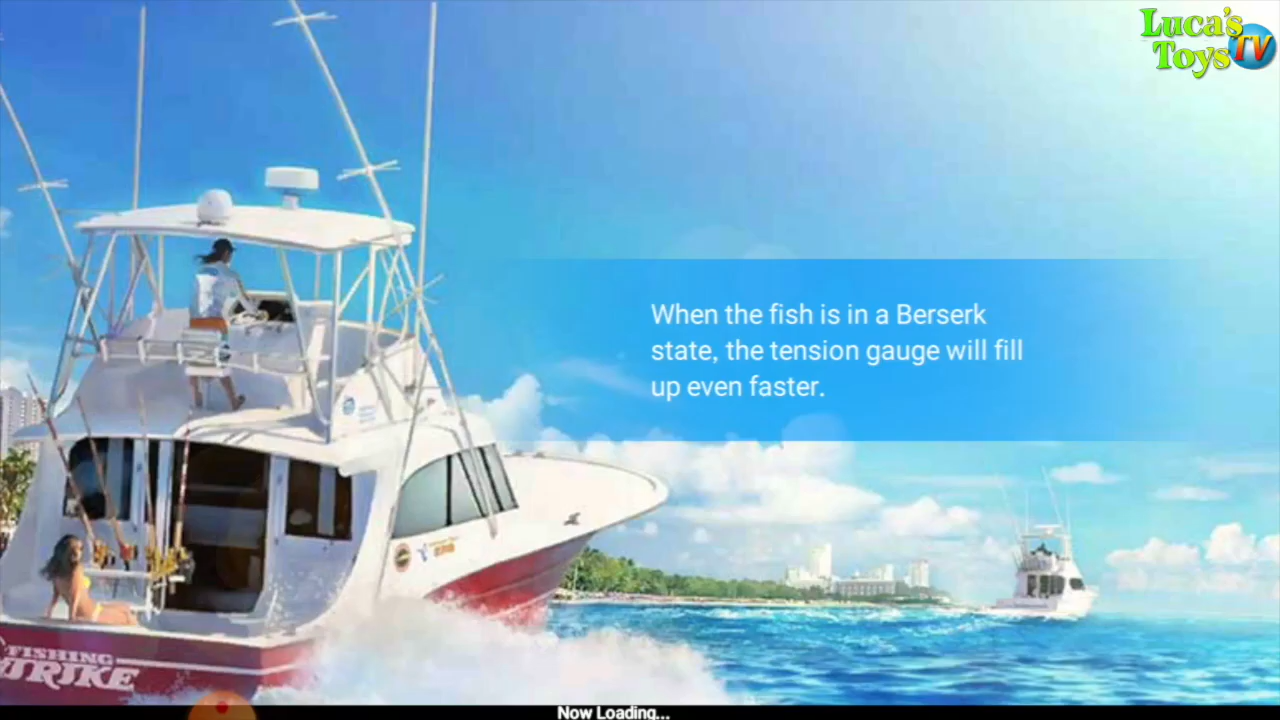 Luca's
Toys TV
When the fish is in a Berserk
state, the tension gauge will fill
up even faster.
FISHING
STRIKE
Now Loading...